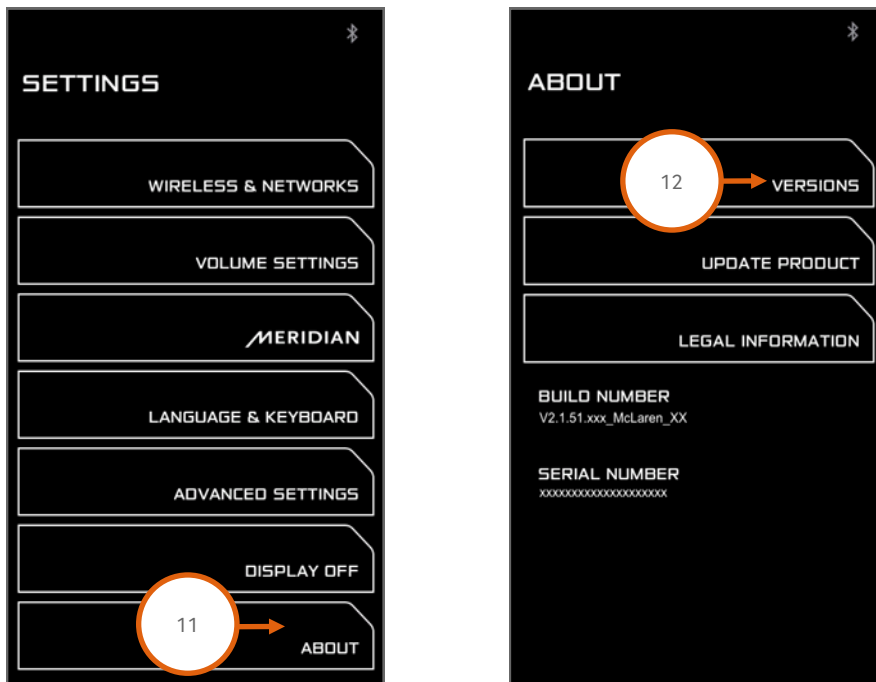 SETTINGS
WIRELESS & NETWORKS
VOLUME SETTINGS
MERIDIAN
LANGUAGE & KEYBOARD
ADVANCED SETTINGS
DISPLAY OFF
11
ABOUT
ABOUT
12
VERSIONS
UPDATE PRODUCT
LEGAL INFORMATION
BUILD NUMBER
V2.1.51.xxx_McLaren_XX
SERIAL NUMBER
xxxxxxxxxxxxxxxxxxxx